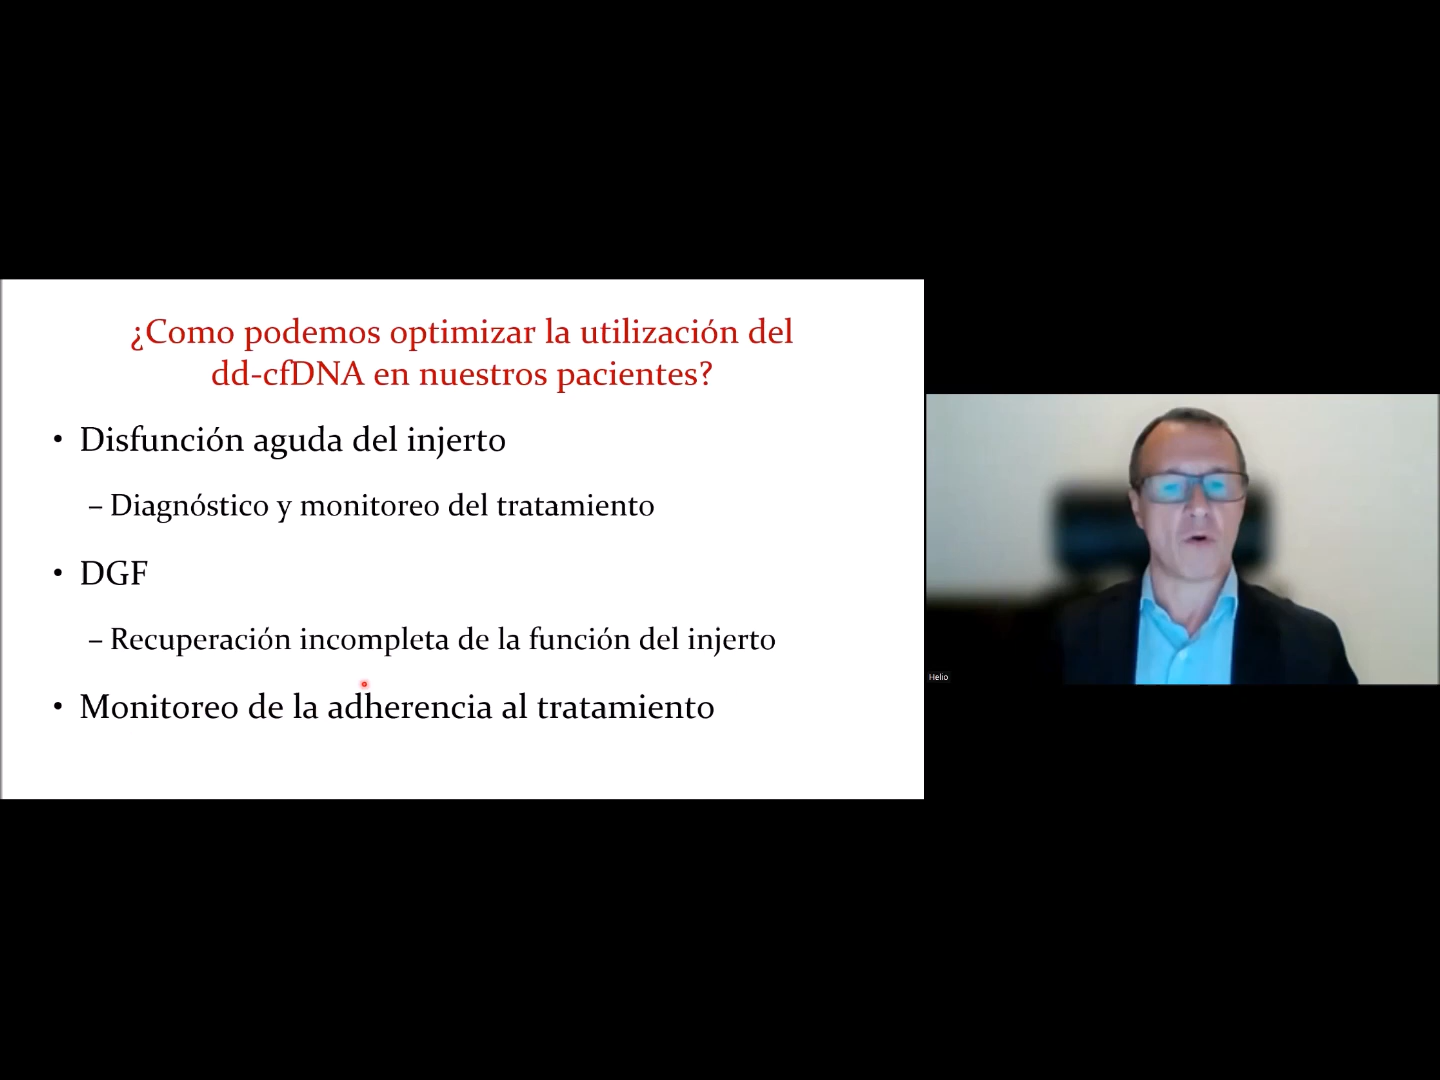 ¿Como podemos optimizar la utilización del
dd-cfDNA en nuestros pacientes?
• Disfunción aguda del injerto
– Diagnóstico y monitoreo del tratamiento
• DGF
– Recuperación incompleta de la función del injerto
• Monitoreo de la adherencia al tratamiento
Helio